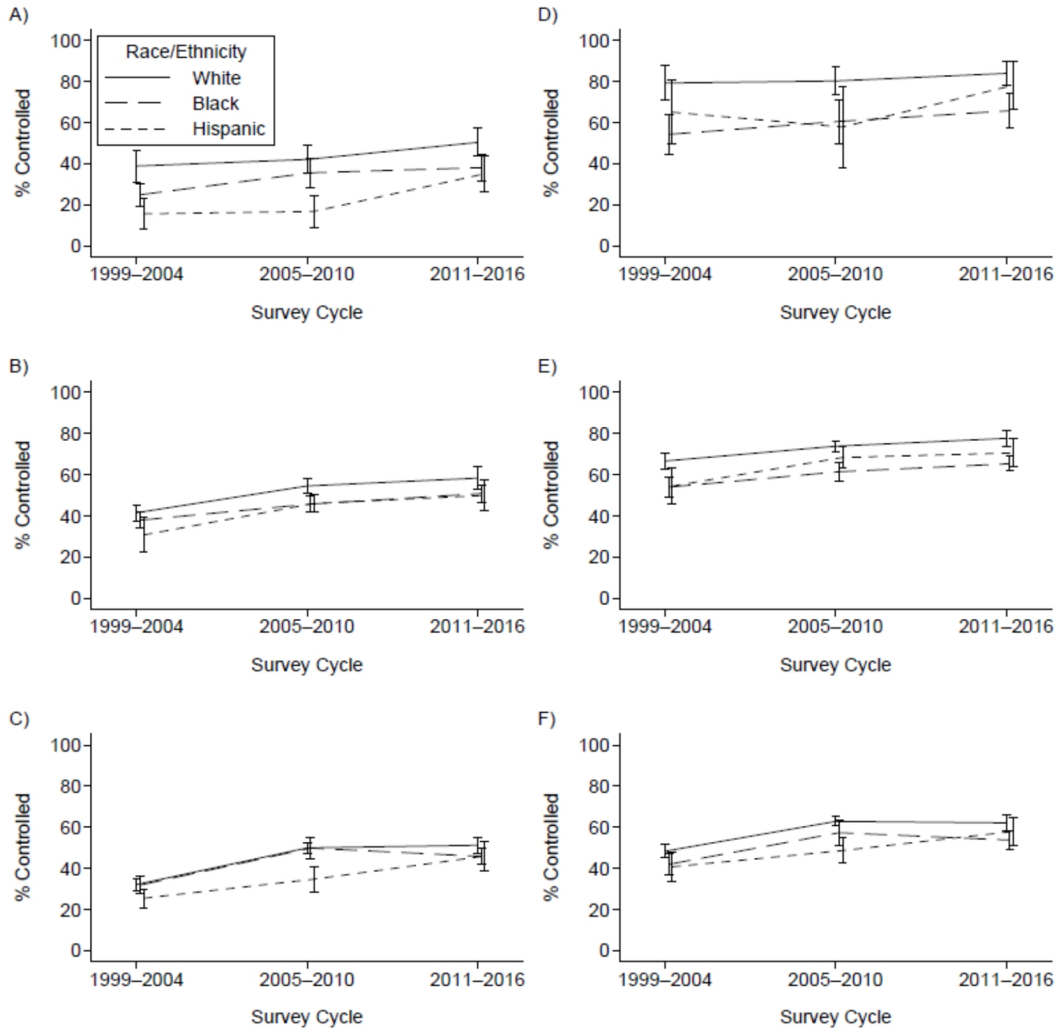 A)
100
80
60
40
20
0
% Controlled
Race/Ethnicity
White
Black
Hispanic
1999–2004 2005–2010 2011–2016
Survey Cycle
D)
100
80
60
40
20
0
% Controlled
1999–2004 2005–2010 2011–2016
Survey Cycle
B)
100
80
60
40
20
0
% Controlled
1999–2004 2005–2010 2011–2016
Survey Cycle
E)
100
80
60
40
20
0
% Controlled
1999–2004 2005–2010 2011–2016
Survey Cycle
C)
100
80
60
40
20
0
% Controlled
1999–2004 2005–2010 2011–2016
Survey Cycle
F)
100
80
60
40
20
0
% Controlled
1999–2004 2005–2010 2011–2016
Survey Cycle